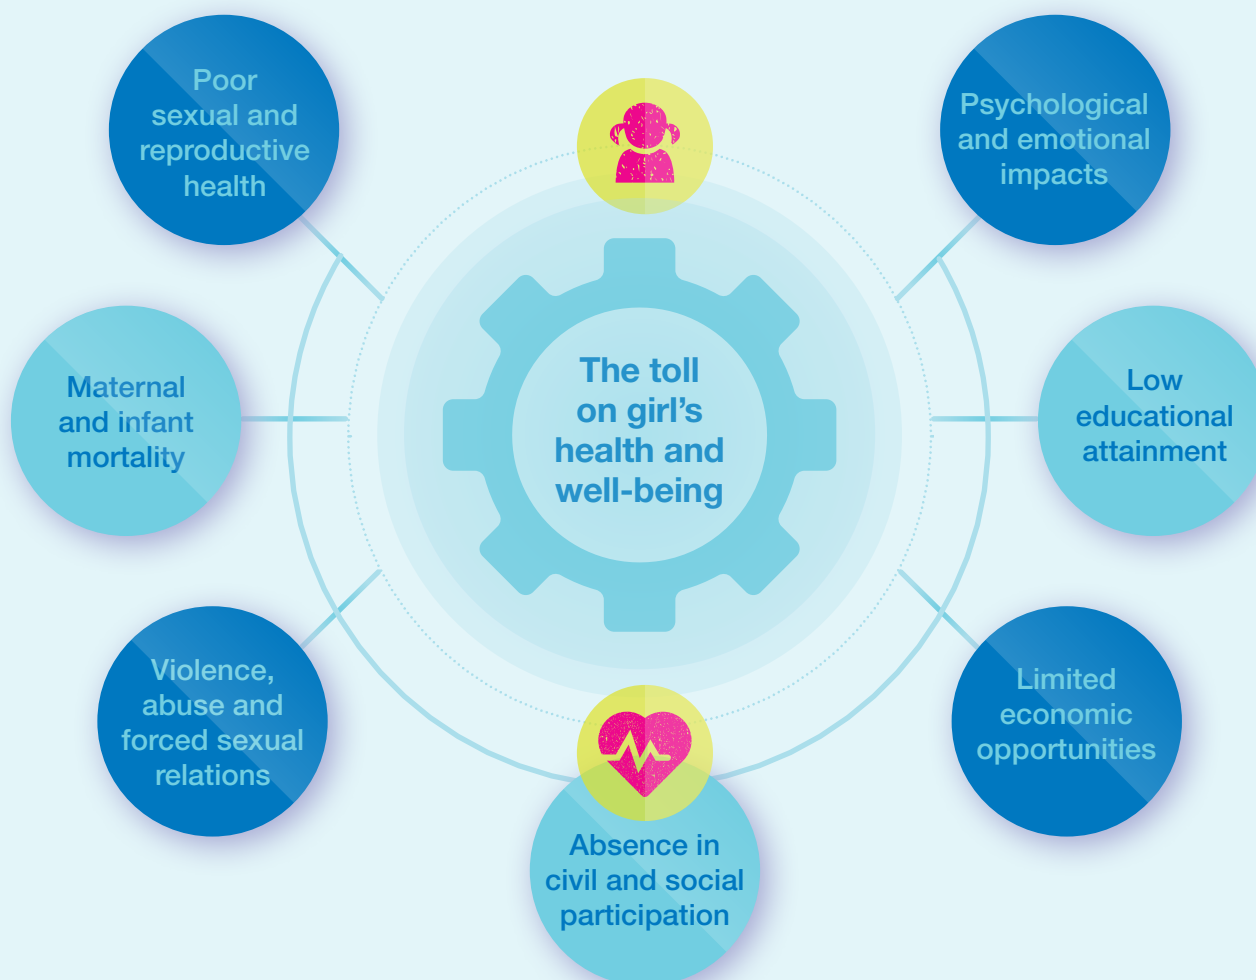 Poor
sexual and
reproductive
health
Psychological
and emotional
impacts
Maternal
and infant
mortality
The toll
on girl's
health and
well-being
Low
educational
attainment
Violence,
abuse and
forced sexual
relations
Limited
economic
opportunities
Absence in
civil and social
participation